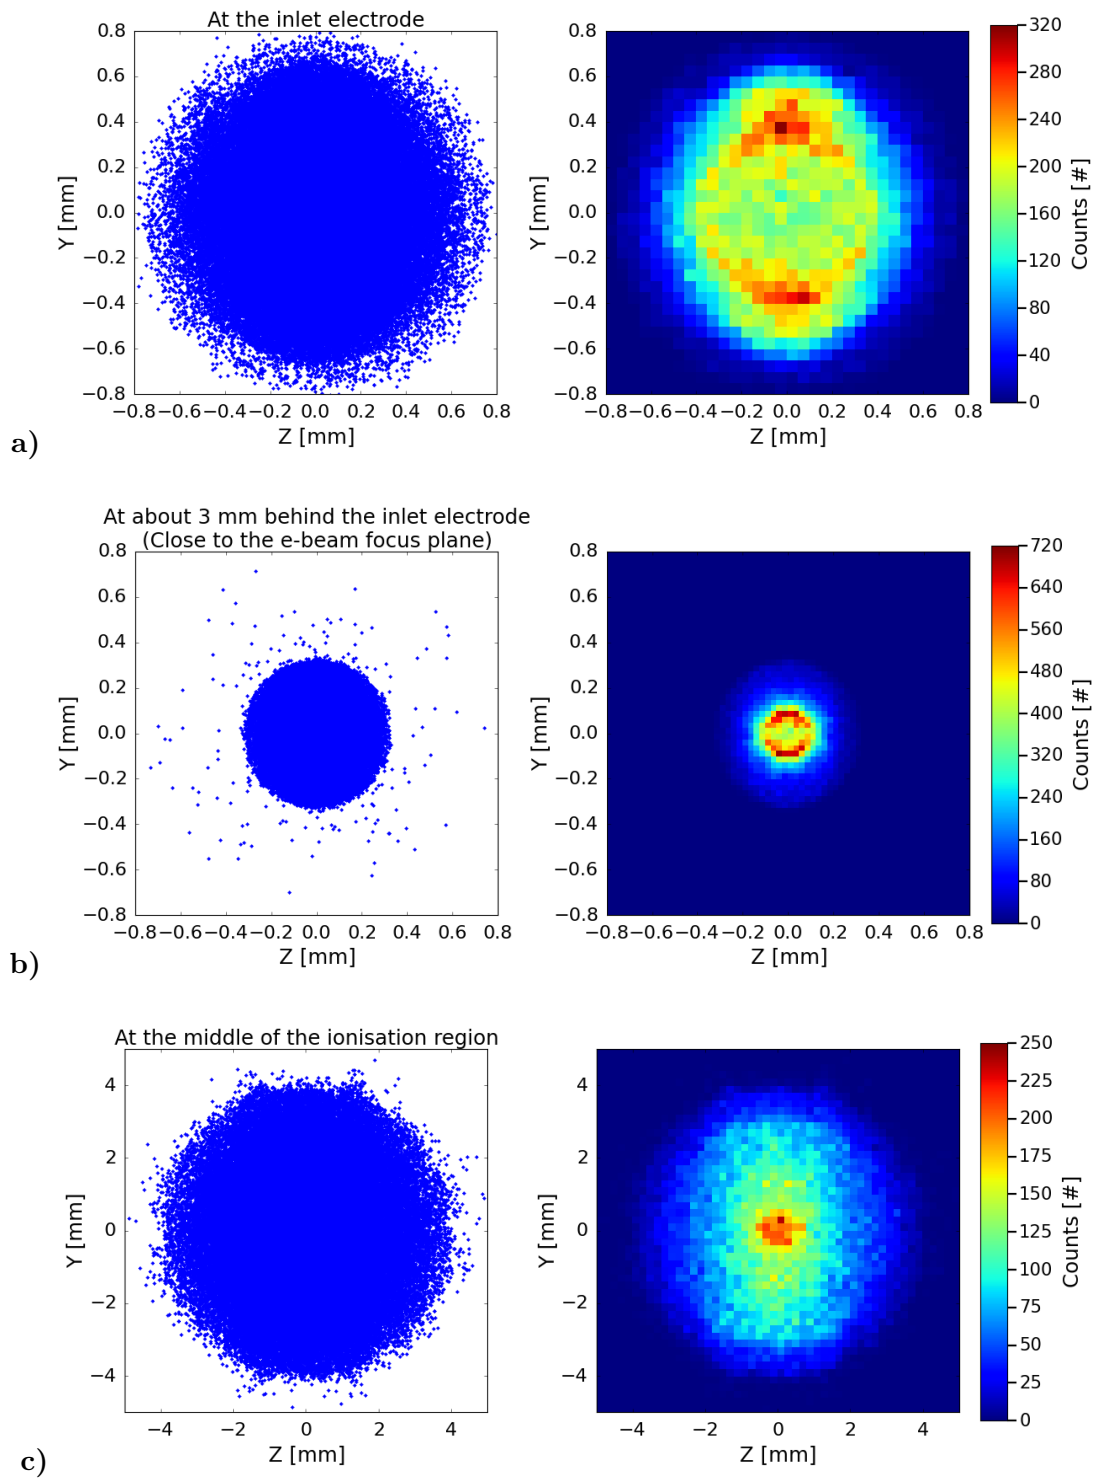 At the inlet electrode
0.8
0.6
0.4
0.2
0.0
−0.2
−0.4
−0.6
−0.8
Y [mm]
−0.8−0.6−0.4−0.2 0.0 0.2 0.4 0.6 0.8
Z [mm]
0.8
0.6
0.4
0.2
0.0
−0.2
−0.4
−0.6
−0.8
Y [mm]
−0.8−0.6−0.4−0.2 0.0 0.2 0.4 0.6 0.8
Z [mm]
320
280
240
200
160
120
80
40
0
Counts [#]
a)
At about 3 mm behind the inlet electrode
(Close to the e-beam focus plane)
0.8
0.6
0.4
0.2
0.0
−0.2
−0.4
−0.6
−0.8
Y [mm]
−0.8−0.6−0.4−0.2 0.0 0.2 0.4 0.6 0.8
Z [mm]
0.8
0.6
0.4
0.2
0.0
−0.2
−0.4
−0.6
−0.8
Y [mm]
−0.8−0.6−0.4−0.2 0.0 0.2 0.4 0.6 0.8
Z [mm]
720
640
560
480
400
320
240
160
80
0
Counts [#]
b)
At the middle of the ionisation region
4
2
0
−2
−4
Y [mm]
−4 −2 0 2 4
Z [mm]
4
2
0
−2
−4
Y [mm]
−4 −2 0 2 4
Z [mm]
250
225
200
175
150
125
100
75
50
25
0
Counts [#]
c)